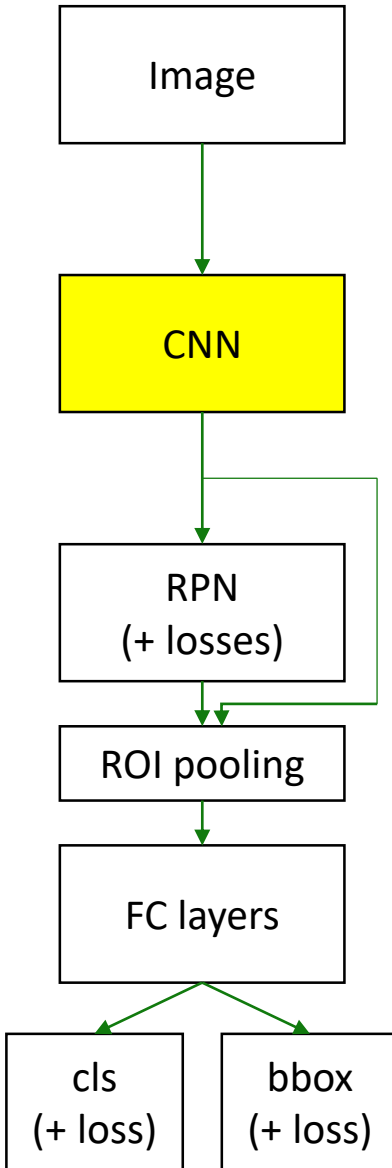 Image
CNN
RPN
(+ losses)
ROI pooling
FC layers
cls
(+ loss)
bbox
(+ loss)